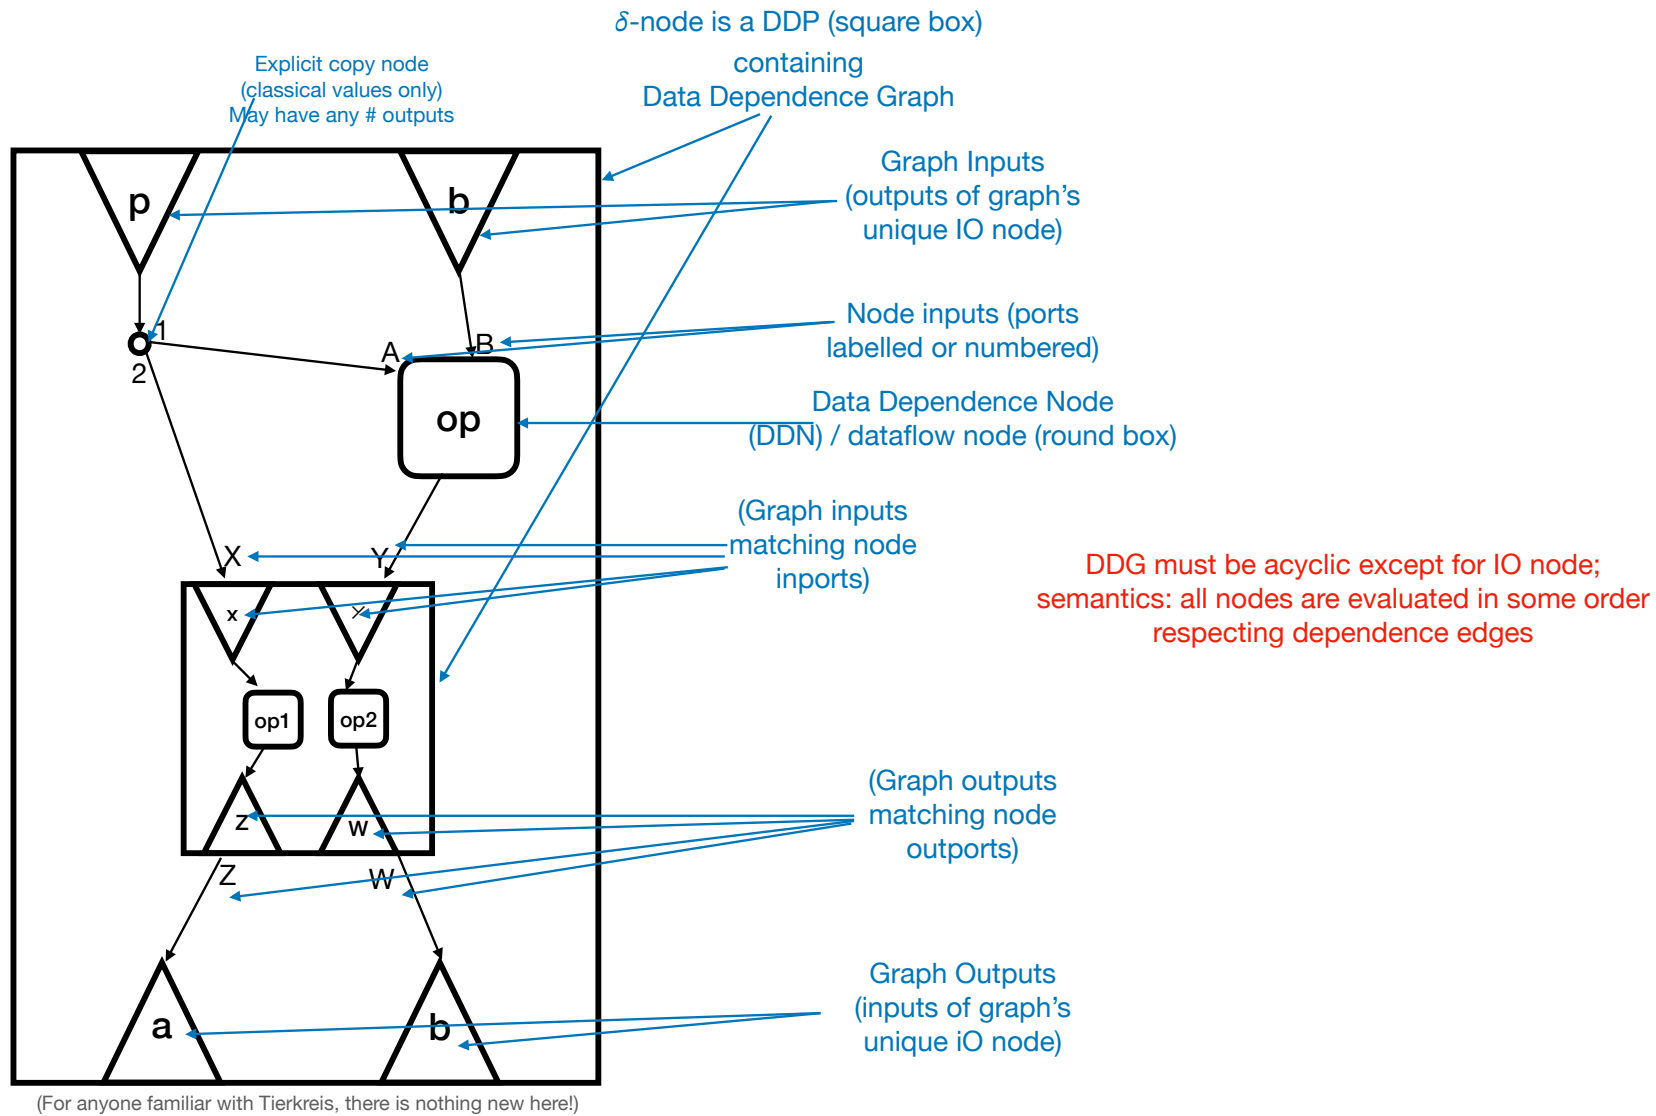 δ-node is a DDP (square box)
containing
Data Dependence Graph
Explicit copy node
(classical values only)
May have any # outputs
p
b
Graph Inputs
(outputs of graph's
unique IO node)
1
2
A
B
Node inputs (ports
labelled or numbered)
op
Data Dependence Node
(DDN) / dataflow node (round box)
X
Y
(Graph inputs
matching node
inports)
DDG must be acyclic except for IO node;
semantics: all nodes are evaluated in some order
respecting dependence edges
x
op1
op2
z
w
(Graph outputs
matching node
outports)
Z
W
a
b
Graph Outputs
(inputs of graph's
unique iO node)
(For anyone familiar with Tierkreis, there is nothing new here!)